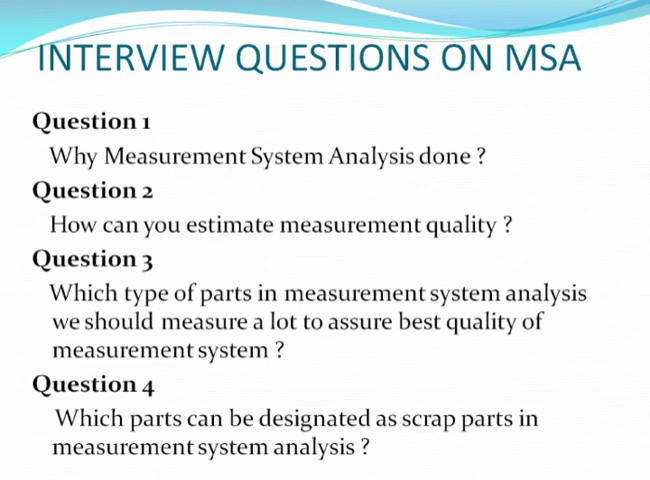 INTERVIEW QUESTIONS ON MSA
Question 1
Why Measurement System Analysis done ?
Question 2
How can you estimate measurement quality ?
Question 3
Which type of parts in measurement system analysis
we should measure a lot to assure best quality of
measurement system ?
Question 4
Which parts can be designated as scrap parts in
measurement system analysis ?